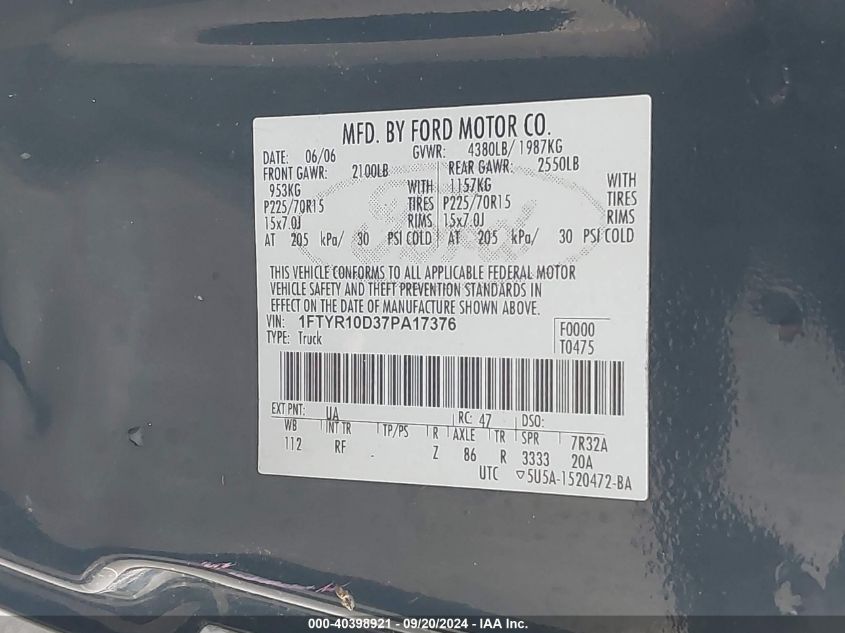 MFD. BY FORD MOTOR CO.
DATE: 06/06 GVWR: 4380LB/ 1987KG
FRONT GAWR: 2100LB REAR GAWR: 2550LB
953KG WITH 1157KG WITH
P225/70R15 TIRES P225/70R15 TIRES
15x7.0J RIMS 15x7.0J RIMS
AT 205 kPa/ 30 PSI COLD AT 205 kPa/ 30 PSI COLD
Ford
THIS VEHICLE CONFORMS TO ALL APPLICABLE FEDERAL MOTOR
VEHICLE SAFETY AND THEFT PREVENTION STANDARDS IN
EFFECT ON THE DATE OF MANUFACTURE SHOWN ABOVE.
VIN: 1FTYR10D37PA17376 F0000
TYPE: Truck T0475
EXT PNT: UA RC: 47 DSO:
WB INT TR TP/PS R AXLE TR SPR 7R32A
112 RF Z 86 R 3333 20A
UTC ▽5U5A-1520472-BA
000-40398921 - 09/20/2024 - IAA Inc.